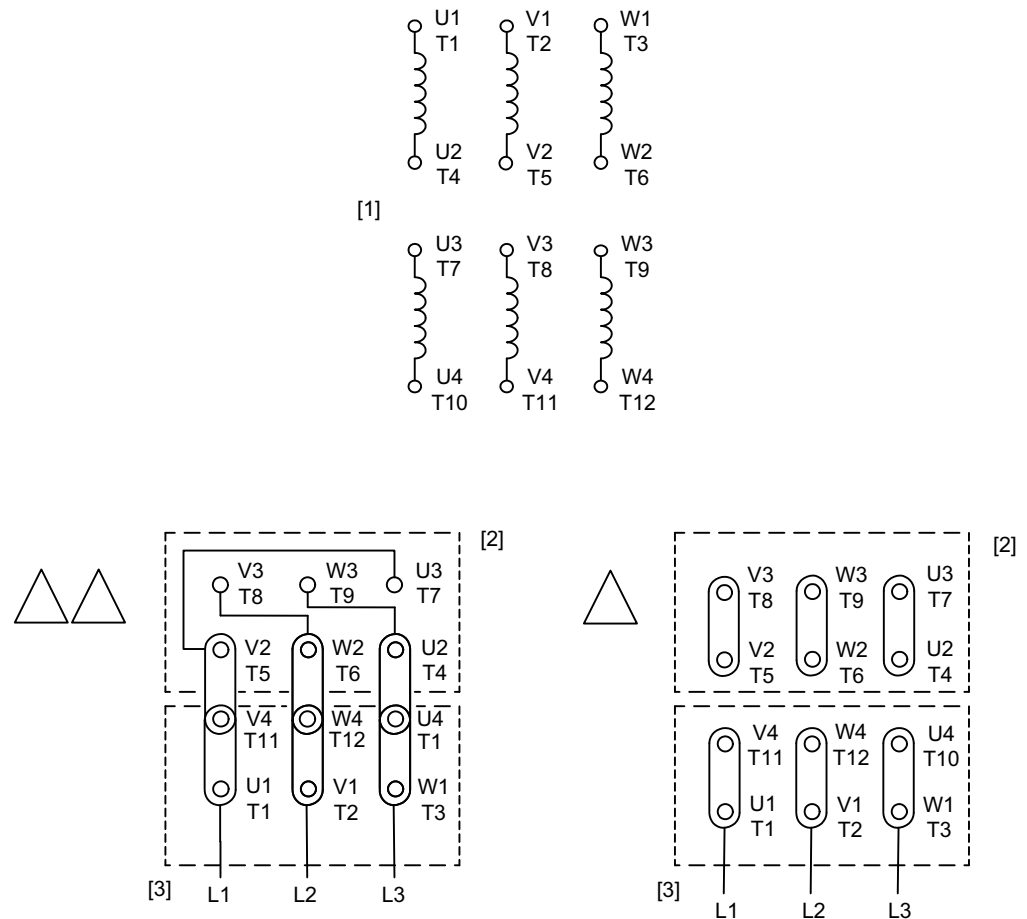 U1 V1 W1
T1 T2 T3
U2 V2 W2
T4 T5 T6
[1]
U3 V3 W3
T7 T8 T9
U4 V4 W4
T10 T11 T12
[2]
V3 W3 U3
T8 T9 T7
V2 W2 U2
T5 T6 T4
V4 W4 U4
T11 T12 T1
U1 V1 W1
T1 T2 T3
[3] L1 L2 L3
[2]
V3 W3 U3
T8 T9 T7
V2 W2 U2
T5 T6 T4
V4 W4 U4
T11 T12 T10
U1 V1 W1
T1 T2 T3
[3] L1 L2 L3